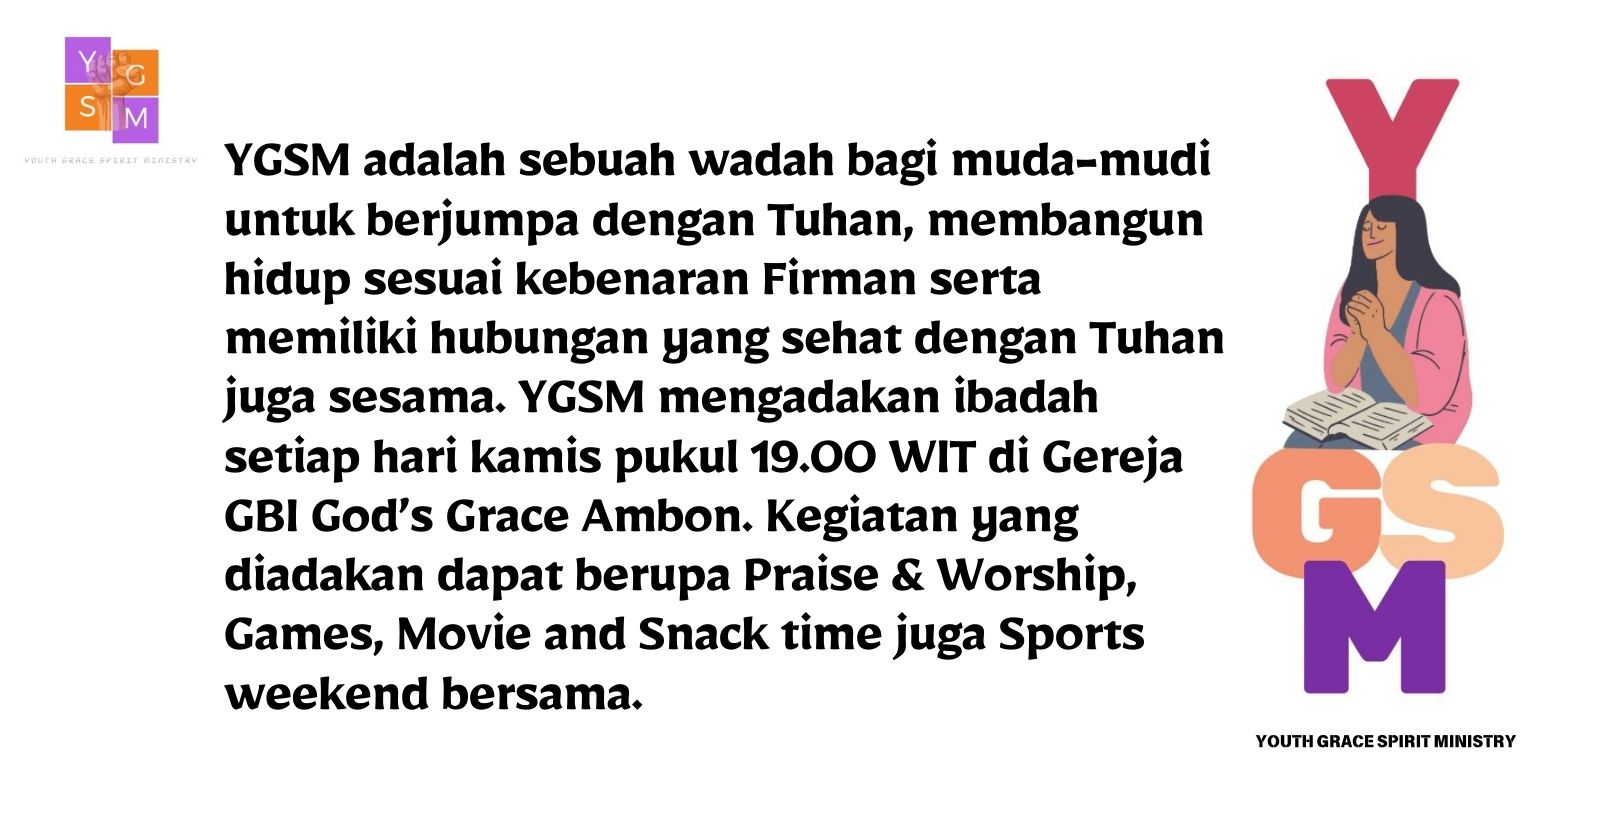 Y
G
S
M
YOUTH GRACE SPIRIT MINISTRY
YGSM adalah sebuah wadah bagi muda-mudi
untuk berjumpa dengan Tuhan, membangun
hidup sesuai kebenaran Firman serta
memiliki hubungan yang sehat dengan Tuhan
juga sesama. YGSM mengadakan ibadah
setiap hari kamis pukul 19.00 WIT di Gereja
GBI God's Grace Ambon. Kegiatan yang
diadakan dapat berupa Praise & Worship,
Games, Movie and Snack time juga Sports
weekend bersama.
Y
GS
M
YOUTH GRACE SPIRIT MINISTRY